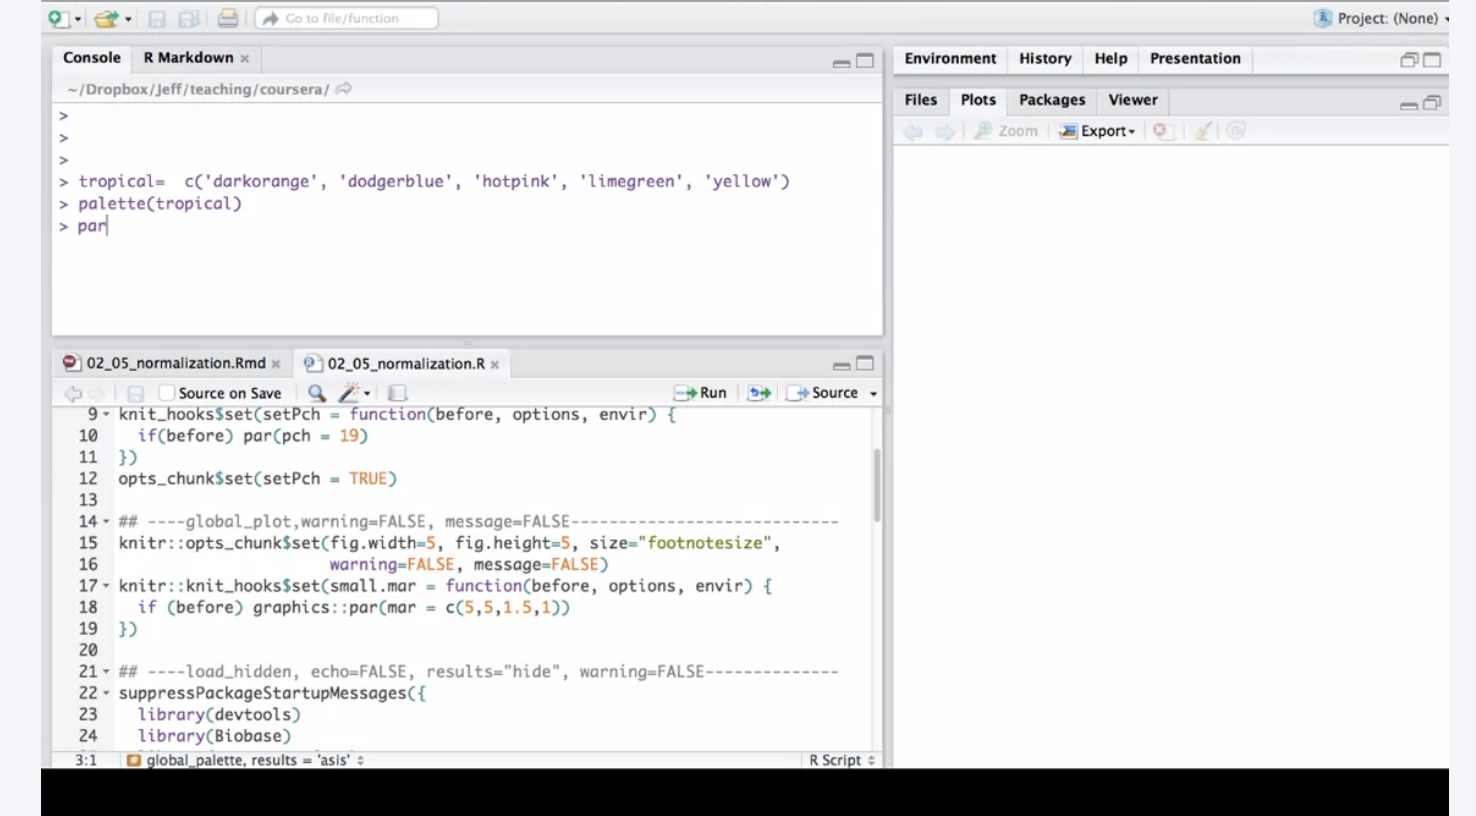 Go to file/function
Project: (None)
Console R Markdown
Environment History Help Presentation
~/Dropbox/Jeff/teaching/coursera/
Files Plots Packages Viewer
Zoom Export
>
>
>
> tropical=  c('darkorange', 'dodgerblue', 'hotpink', 'limegreen', 'yellow')
> palette(tropical)
> par
02_05_normalization.Rmd 02_05_normalization.R
Source on Save Run Source
9 knit_hooks$set(setPch = function(before, options, envir) {
10   if(before) par(pch = 19)
11 })
12 opts_chunk$set(setPch = TRUE)
13
14 ## ----global_plot,warning=FALSE, message=FALSE----------------------------
15 knitr::opts_chunk$set(fig.width=5, fig.height=5, size="footnotesize",
16                       warning=FALSE, message=FALSE)
17 knitr::knit_hooks$set(small.mar = function(before, options, envir) {
18   if (before) graphics::par(mar = c(5,5,1.5,1))
19 })
20
21 ## ----load_hidden, echo=FALSE, results="hide", warning=FALSE--------------
22 suppressPackageStartupMessages({
23   library(devtools)
24   library(Biobase)
3:1 global_palette, results = 'asis' R Script